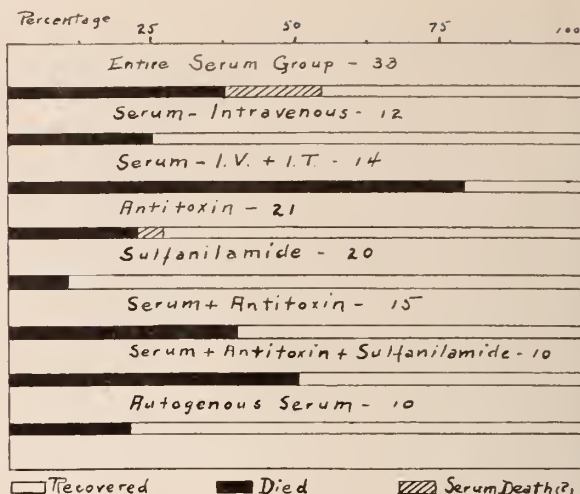 Percentage
25 50 75 100
Entire Serum Group - 33
Serum - Intravenous - 12
Serum - I.V. + I.T. - 14
Antitoxin - 21
Sulfanilamide - 20
Serum + Antitoxin - 15
Serum + Antitoxin + Sulfanilamide - 10
Autogenous Serum - 10
Recovered Died Serum Death(?)